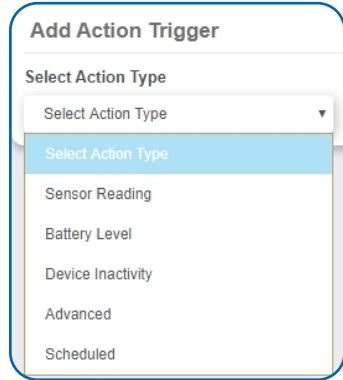 Add Action Trigger
Select Action Type
Select Action Type
Select Action Type
Sensor Reading
Battery Level
Device Inactivity
Advanced
Scheduled